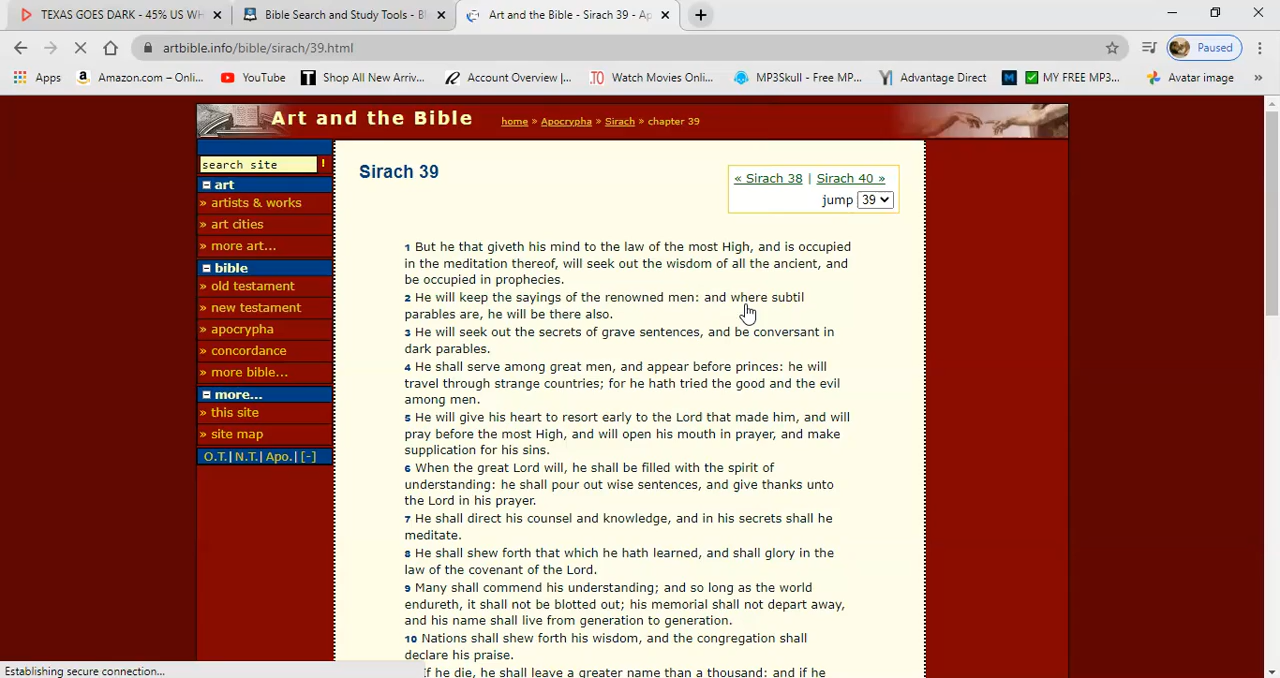 TEXAS GOES DARK - 45% US WH
Bible Search and Study Tools - B
Art and the Bible - Sirach 39 - Ap
artbible.info/bible/sirach/39.html
Paused
Apps
Amazon.com – Onli...
YouTube
Shop All New Arriv...
Account Overview |...
Watch Movies Onlin...
MP3Skull - Free MP...
Advantage Direct
MY FREE MP3...
Avatar image
»
Art and the Bible
home » Apocrypha » Sirach » chapter 39
search site !
art
» artists & works
» art cities
» more art...
bible
» old testament
» new testament
» apocrypha
» concordance
» more bible...
more...
» this site
» site map
O.T.| N.T.| Apo.| [-]
Sirach 39
« Sirach 38 | Sirach 40 »
jump 39
1 But he that giveth his mind to the law of the most High, and is occupied
in the meditation thereof, will seek out the wisdom of all the ancient, and
be occupied in prophecies.
2 He will keep the sayings of the renowned men: and where subtil
parables are, he will be there also.
3 He will seek out the secrets of grave sentences, and be conversant in
dark parables.
4 He shall serve among great men, and appear before princes: he will
travel through strange countries; for he hath tried the good and the evil
among men.
5 He will give his heart to resort early to the Lord that made him, and will
pray before the most High, and will open his mouth in prayer, and make
supplication for his sins.
6 When the great Lord will, he shall be filled with the spirit of
understanding: he shall pour out wise sentences, and give thanks unto
the Lord in his prayer.
7 He shall direct his counsel and knowledge, and in his secrets shall he
meditate.
8 He shall shew forth that which he hath learned, and shall glory in the
law of the covenant of the Lord.
9 Many shall commend his understanding; and so long as the world
endureth, it shall not be blotted out; his memorial shall not depart away,
and his name shall live from generation to generation.
10 Nations shall shew forth his wisdom, and the congregation shall
declare his praise.
If he die, he shall leave a greater name than a thousand: and if he
Establishing secure connection...